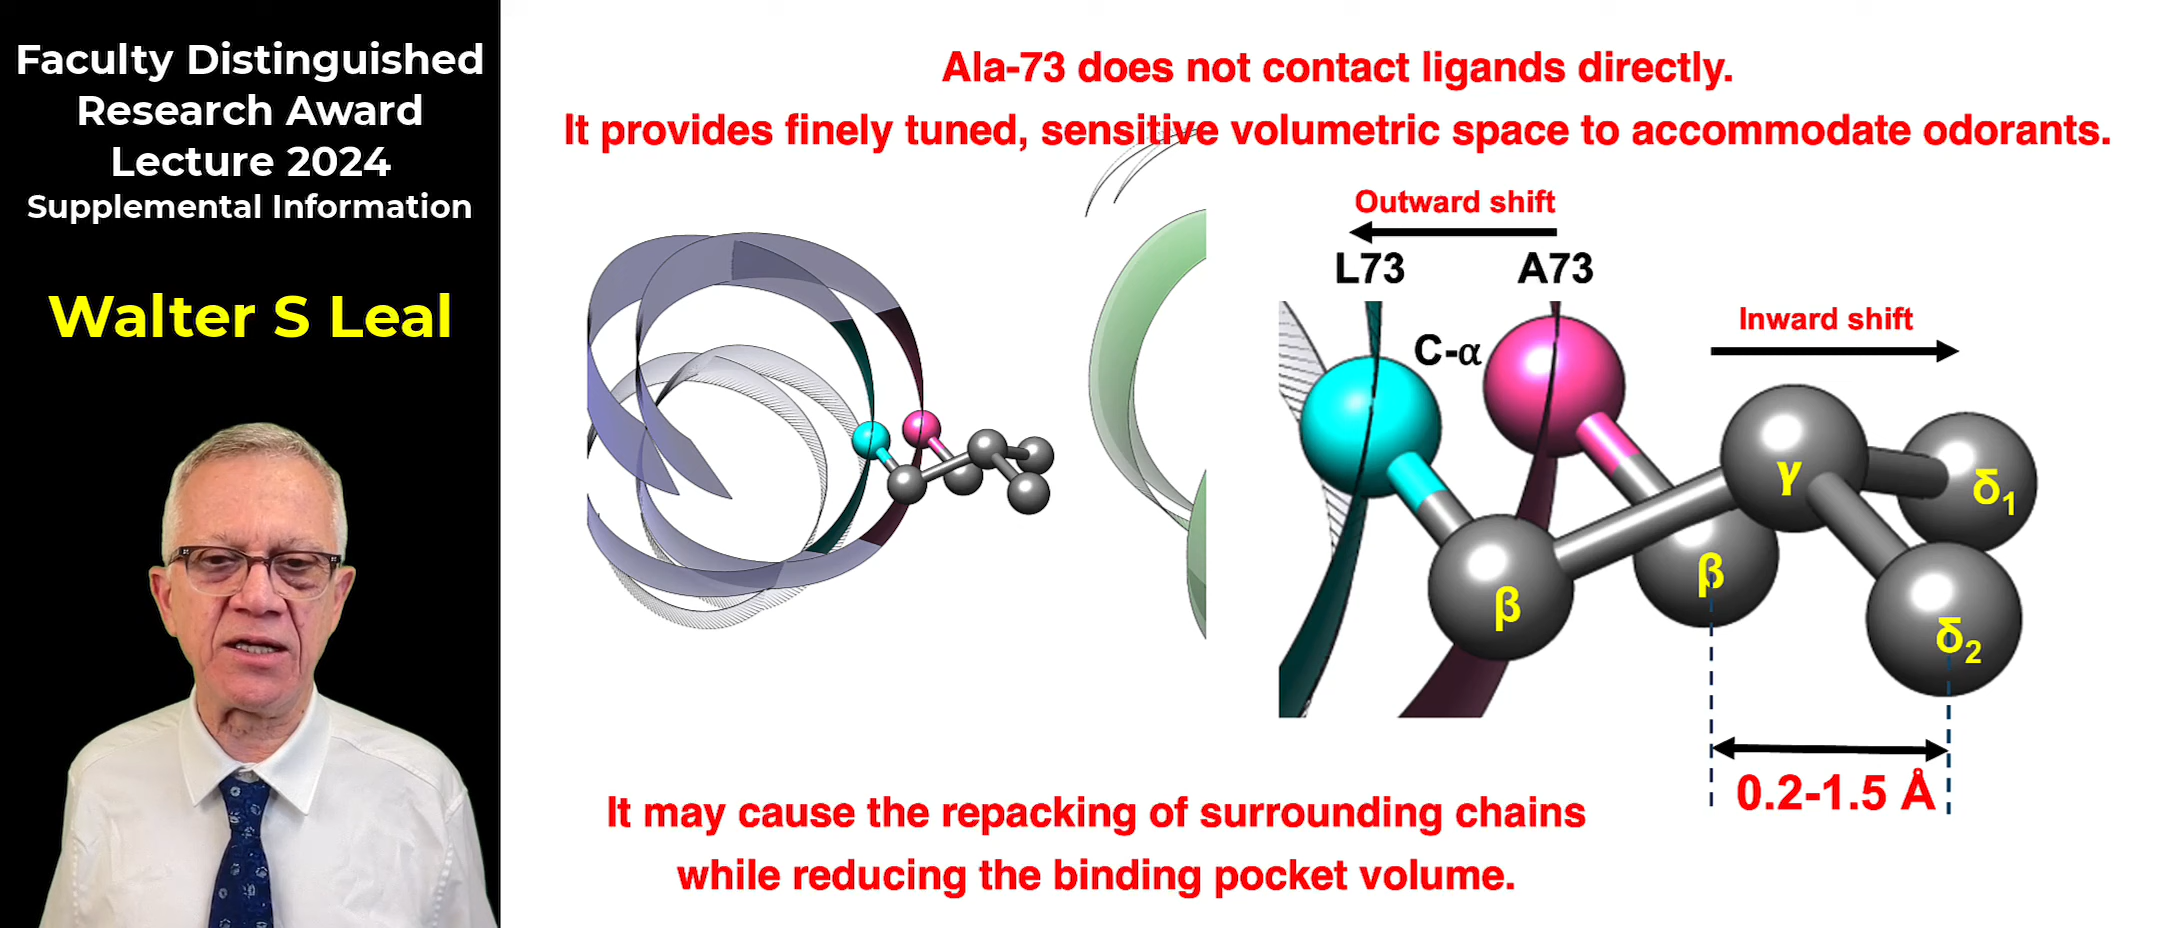 Faculty Distinguished
Research Award
Lecture 2024
Supplemental Information
Walter S Leal
Ala-73 does not contact ligands directly.
It provides finely tuned, sensitive volumetric space to accommodate odorants.
Outward shift
L73
A73
C-α
Inward shift
γ
δ1
β
β
δ2
0.2-1.5 Å
It may cause the repacking of surrounding chains
while reducing the binding pocket volume.